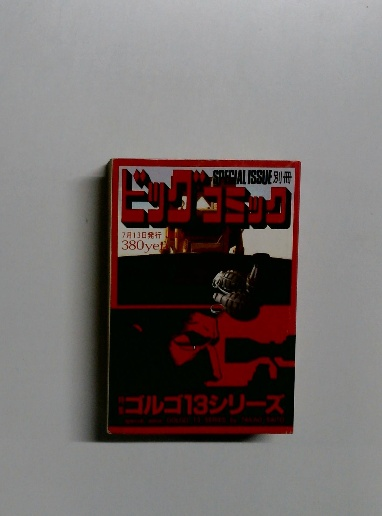 SPECIAL ISSUE 別冊
ビッグコミック
7月13日発行
380yen
ゴルゴ13シリーズ